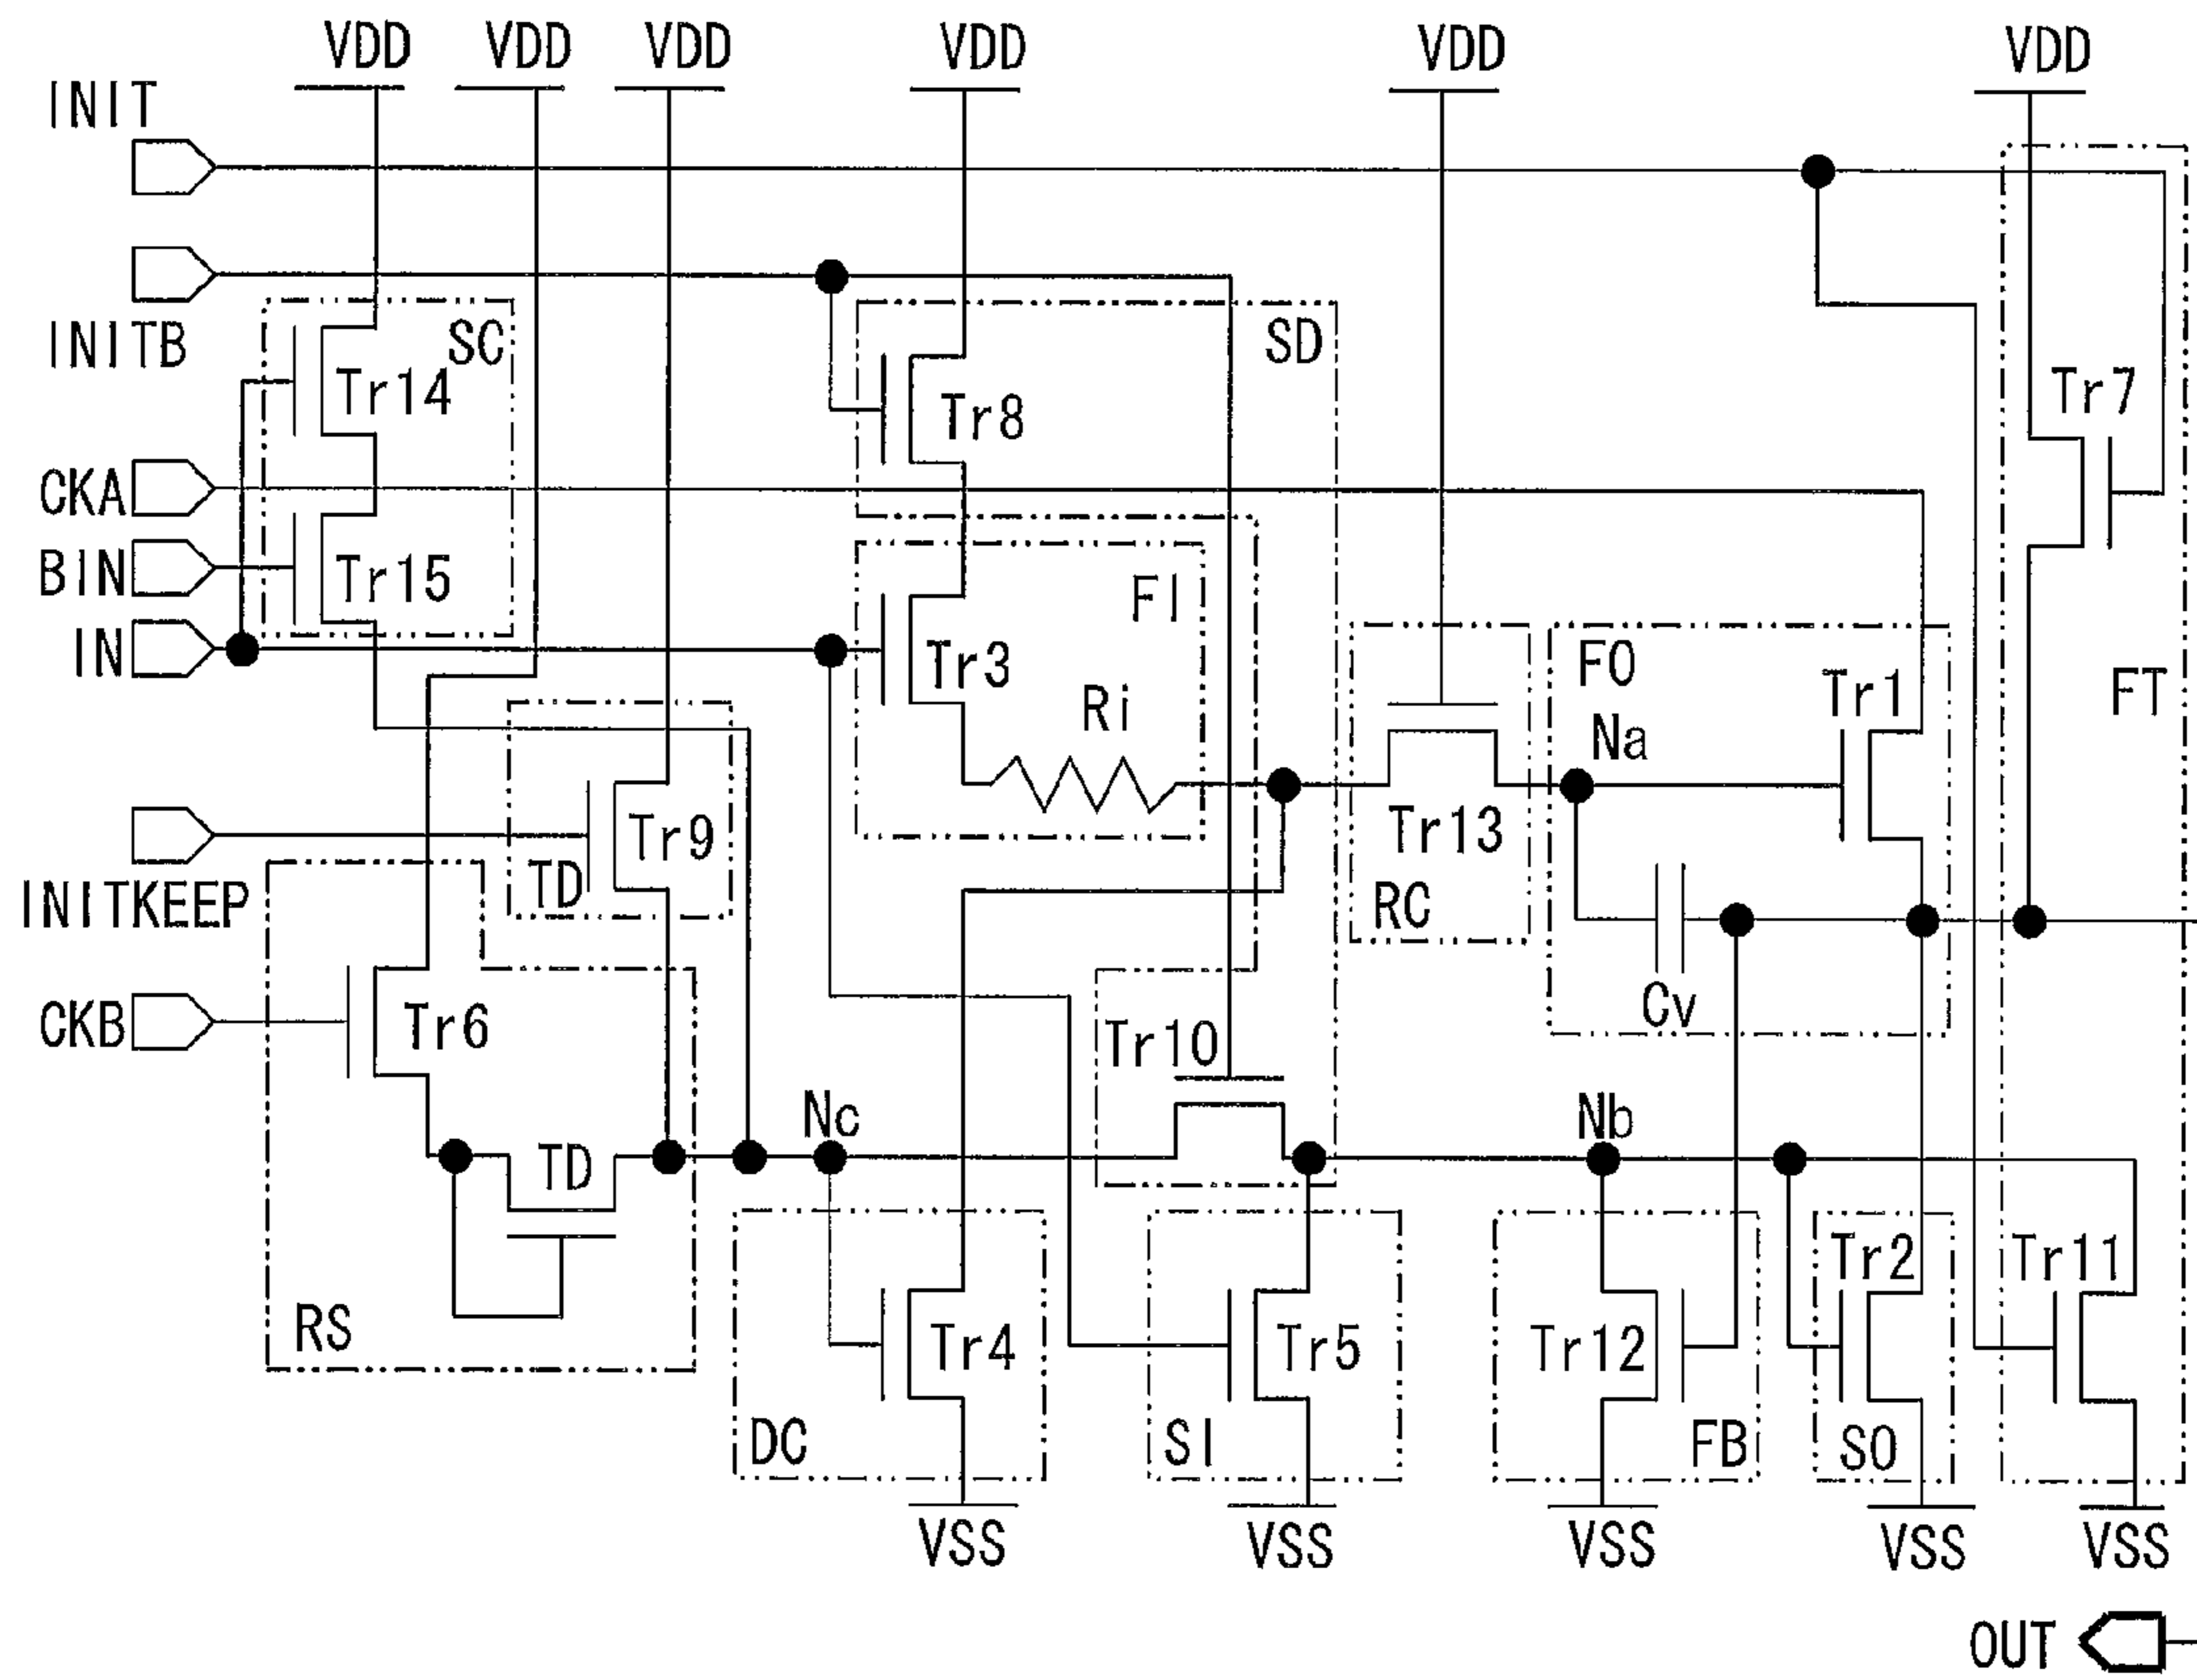 VDD VDD VDD VDD VDD VDD
INIT
INITB
SC
SD
Tr14
Tr8
Tr7
CKA
BIN
Tr15
FI
IN
Tr3
FO
Tr1
FT
Ri
Na
Tr9
Tr13
TD
INITKEEP
RC
CKB
Tr6
Cv
Tr10
Nc
Nb
TD
Tr2
Tr11
RS
Tr4
Tr5
Tr12
DC
SI
FB
SO
VSS VSS VSS VSS VSS
OUT